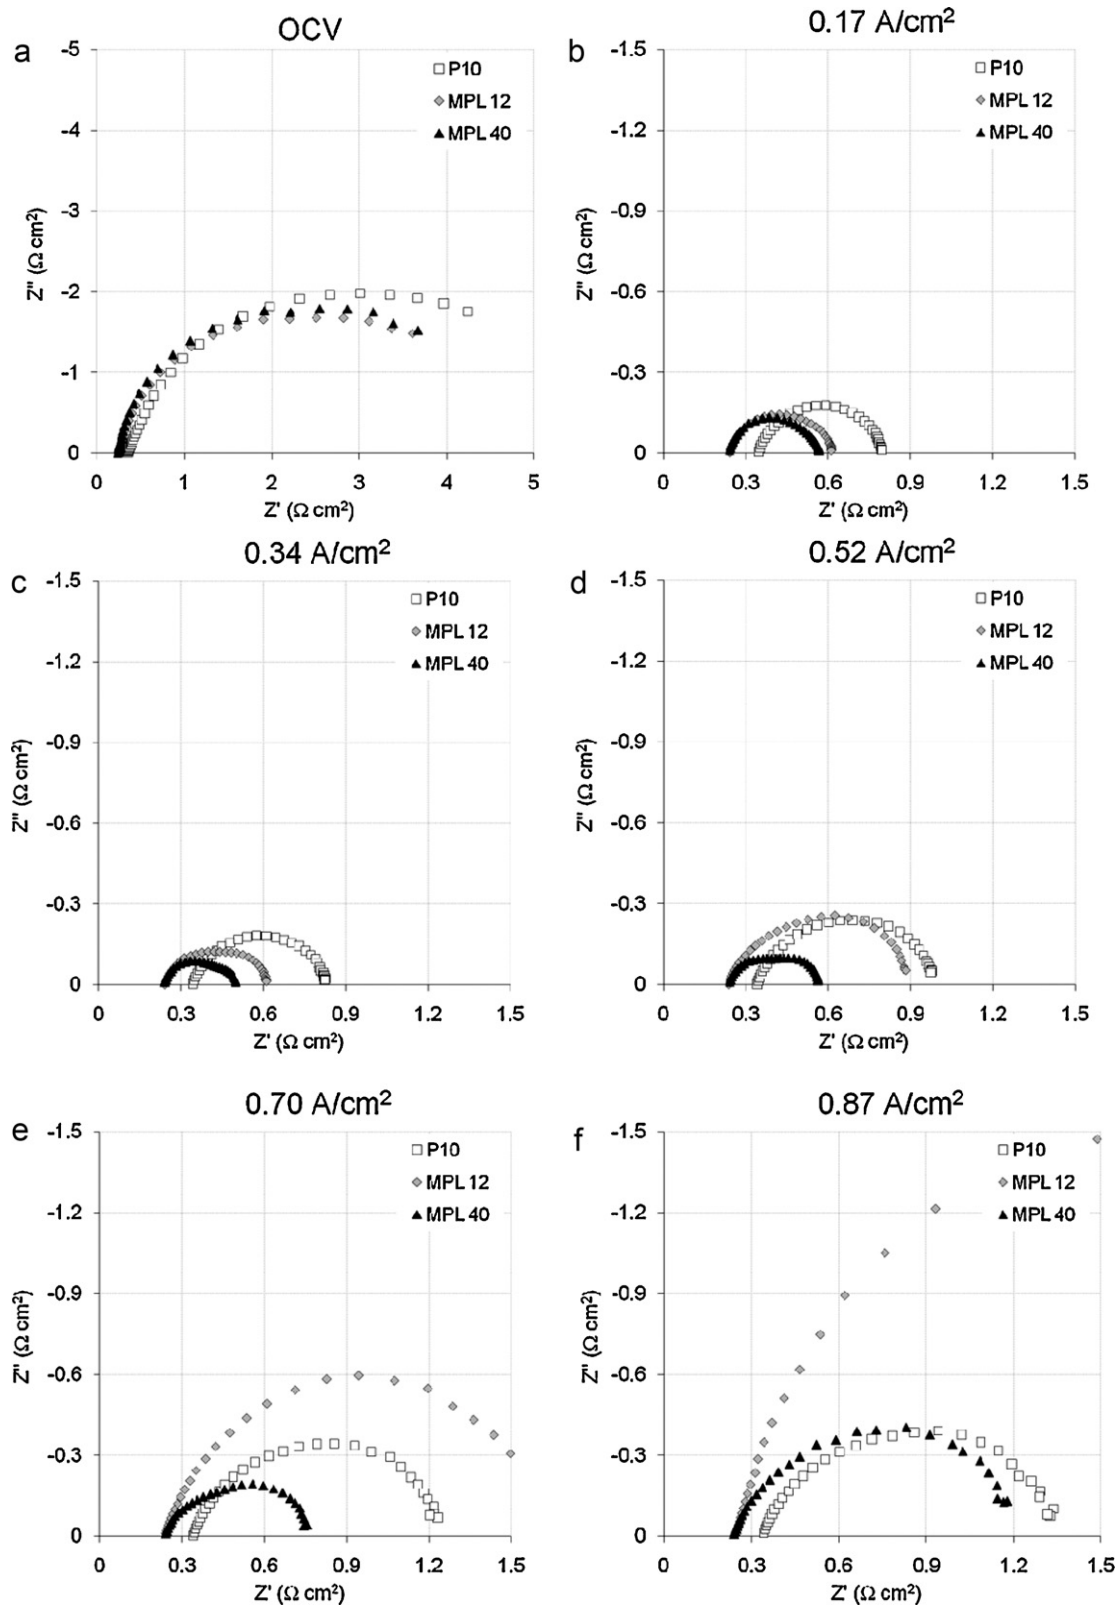 a
OCV
-5
-4
-3
-2
-1
0
Z" (Ω cm²)
P10
MPL 12
MPL 40
0
1
2
3
4
5
Z' (Ω cm²)
b
0.17 A/cm²
-1.5
-1.2
-0.9
-0.6
-0.3
0
Z" (Ω cm²)
P10
MPL 12
MPL 40
0
0.3
0.6
0.9
1.2
1.5
Z' (Ω cm²)
c
0.34 A/cm²
-1.5
-1.2
-0.9
-0.6
-0.3
0
Z" (Ω cm²)
P10
MPL 12
MPL 40
0
0.3
0.6
0.9
1.2
1.5
Z' (Ω cm²)
d
0.52 A/cm²
-1.5
-1.2
-0.9
-0.6
-0.3
0
Z" (Ω cm²)
P10
MPL 12
MPL 40
0
0.3
0.6
0.9
1.2
1.5
Z' (Ω cm²)
e
0.70 A/cm²
-1.5
-1.2
-0.9
-0.6
-0.3
0
Z" (Ω cm²)
P10
MPL 12
MPL 40
0
0.3
0.6
0.9
1.2
1.5
Z' (Ω cm²)
f
0.87 A/cm²
-1.5
-1.2
-0.9
-0.6
-0.3
0
Z" (Ω cm²)
P10
MPL 12
MPL 40
0
0.3
0.6
0.9
1.2
1.5
Z' (Ω cm²)